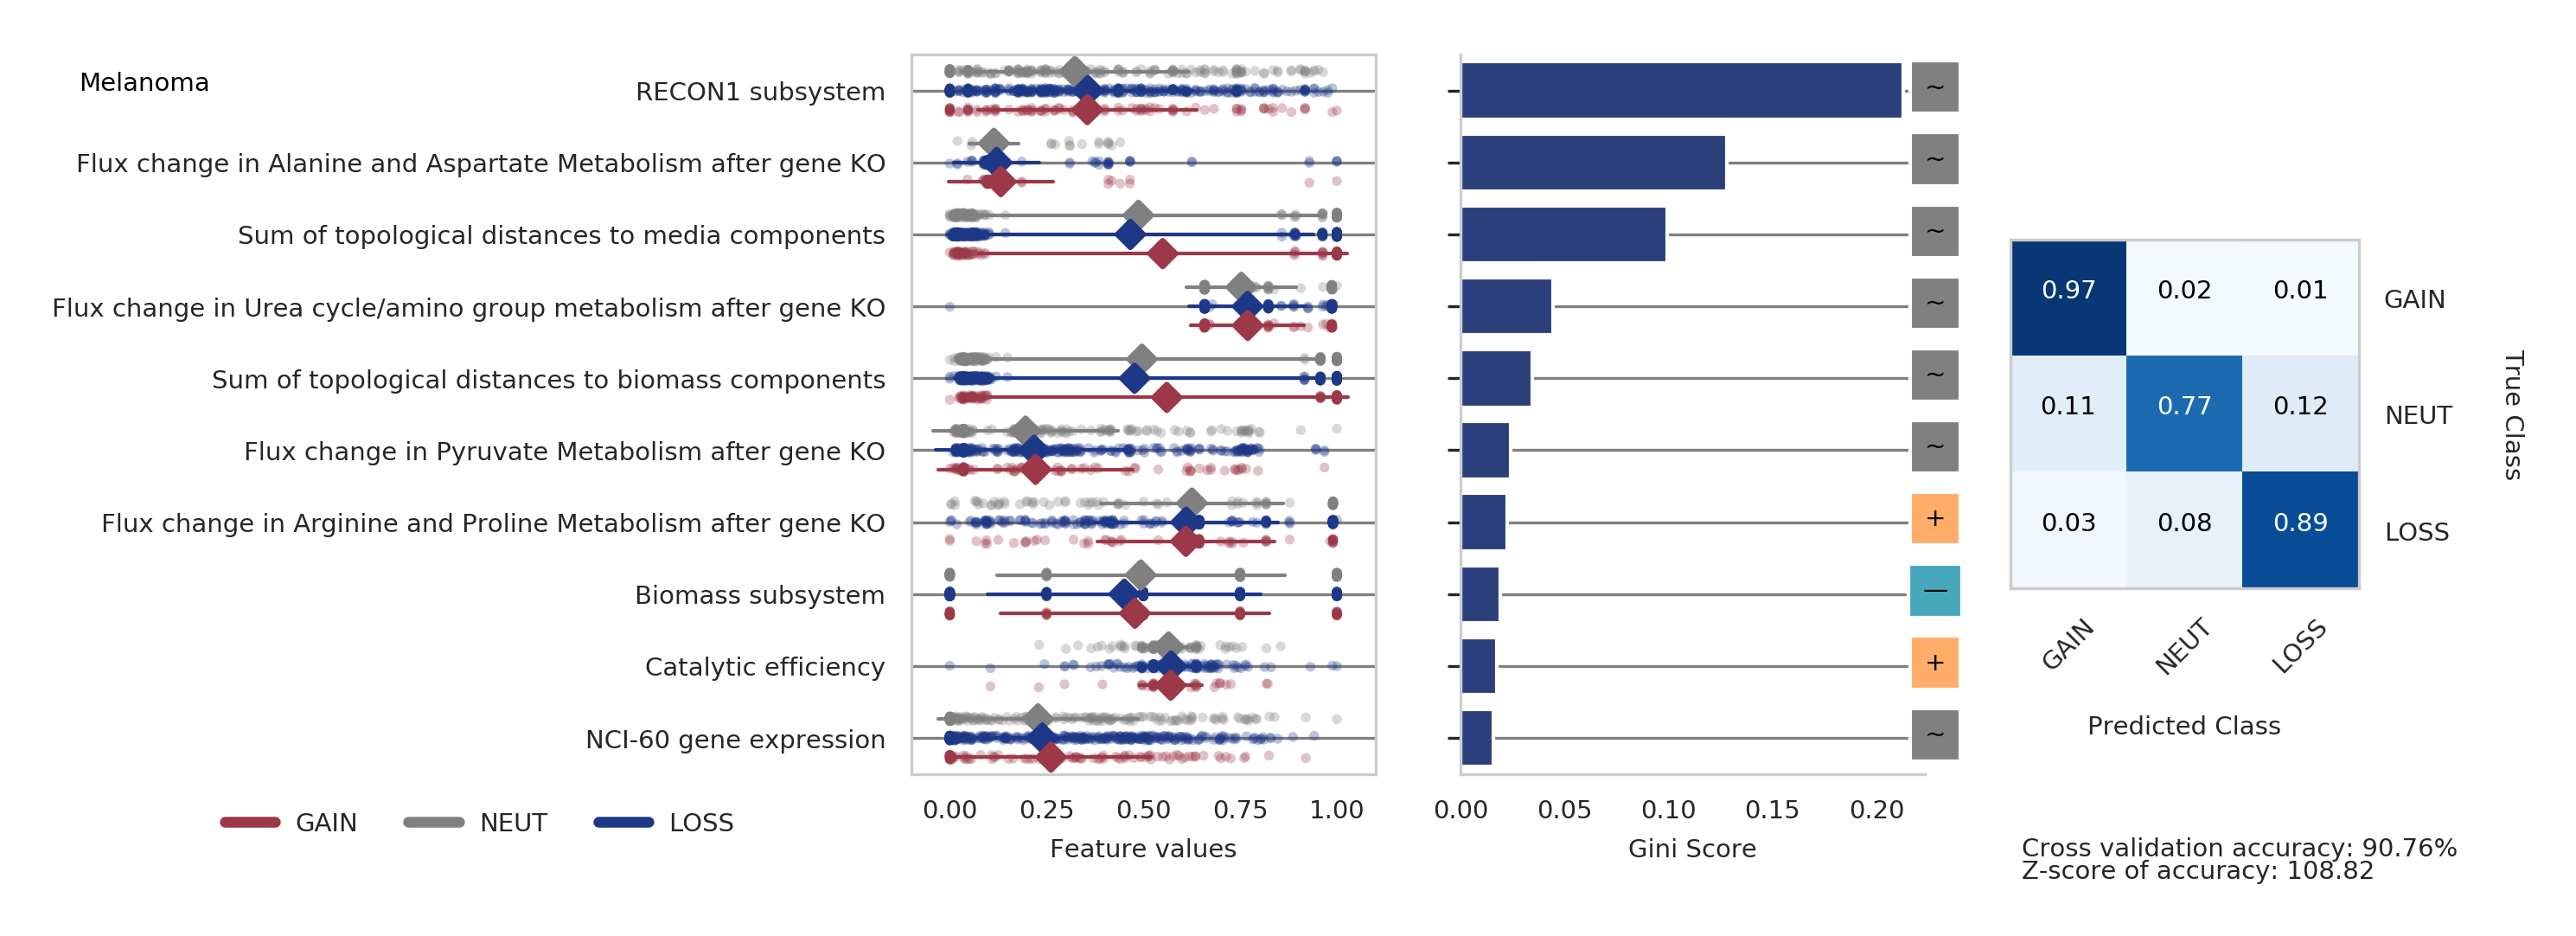 Melanoma
RECON1 subsystem
Flux change in Alanine and Aspartate Metabolism after gene KO
Sum of topological distances to media components
Flux change in Urea cycle/amino group metabolism after gene KO
Sum of topological distances to biomass components
Flux change in Pyruvate Metabolism after gene KO
Flux change in Arginine and Proline Metabolism after gene KO
Biomass subsystem
Catalytic efficiency
NCI-60 gene expression
GAIN NEUT LOSS
0.00 0.25 0.50 0.75 1.00
Feature values
~
~
~
~
~
~
+
—
+
~
0.00 0.05 0.10 0.15 0.20
Gini Score
0.97 0.02 0.01 GAIN
0.11 0.77 0.12 NEUT
0.03 0.08 0.89 LOSS
True Class
GAIN NEUT LOSS
Predicted Class
Cross validation accuracy: 90.76%
Z-score of accuracy: 108.82